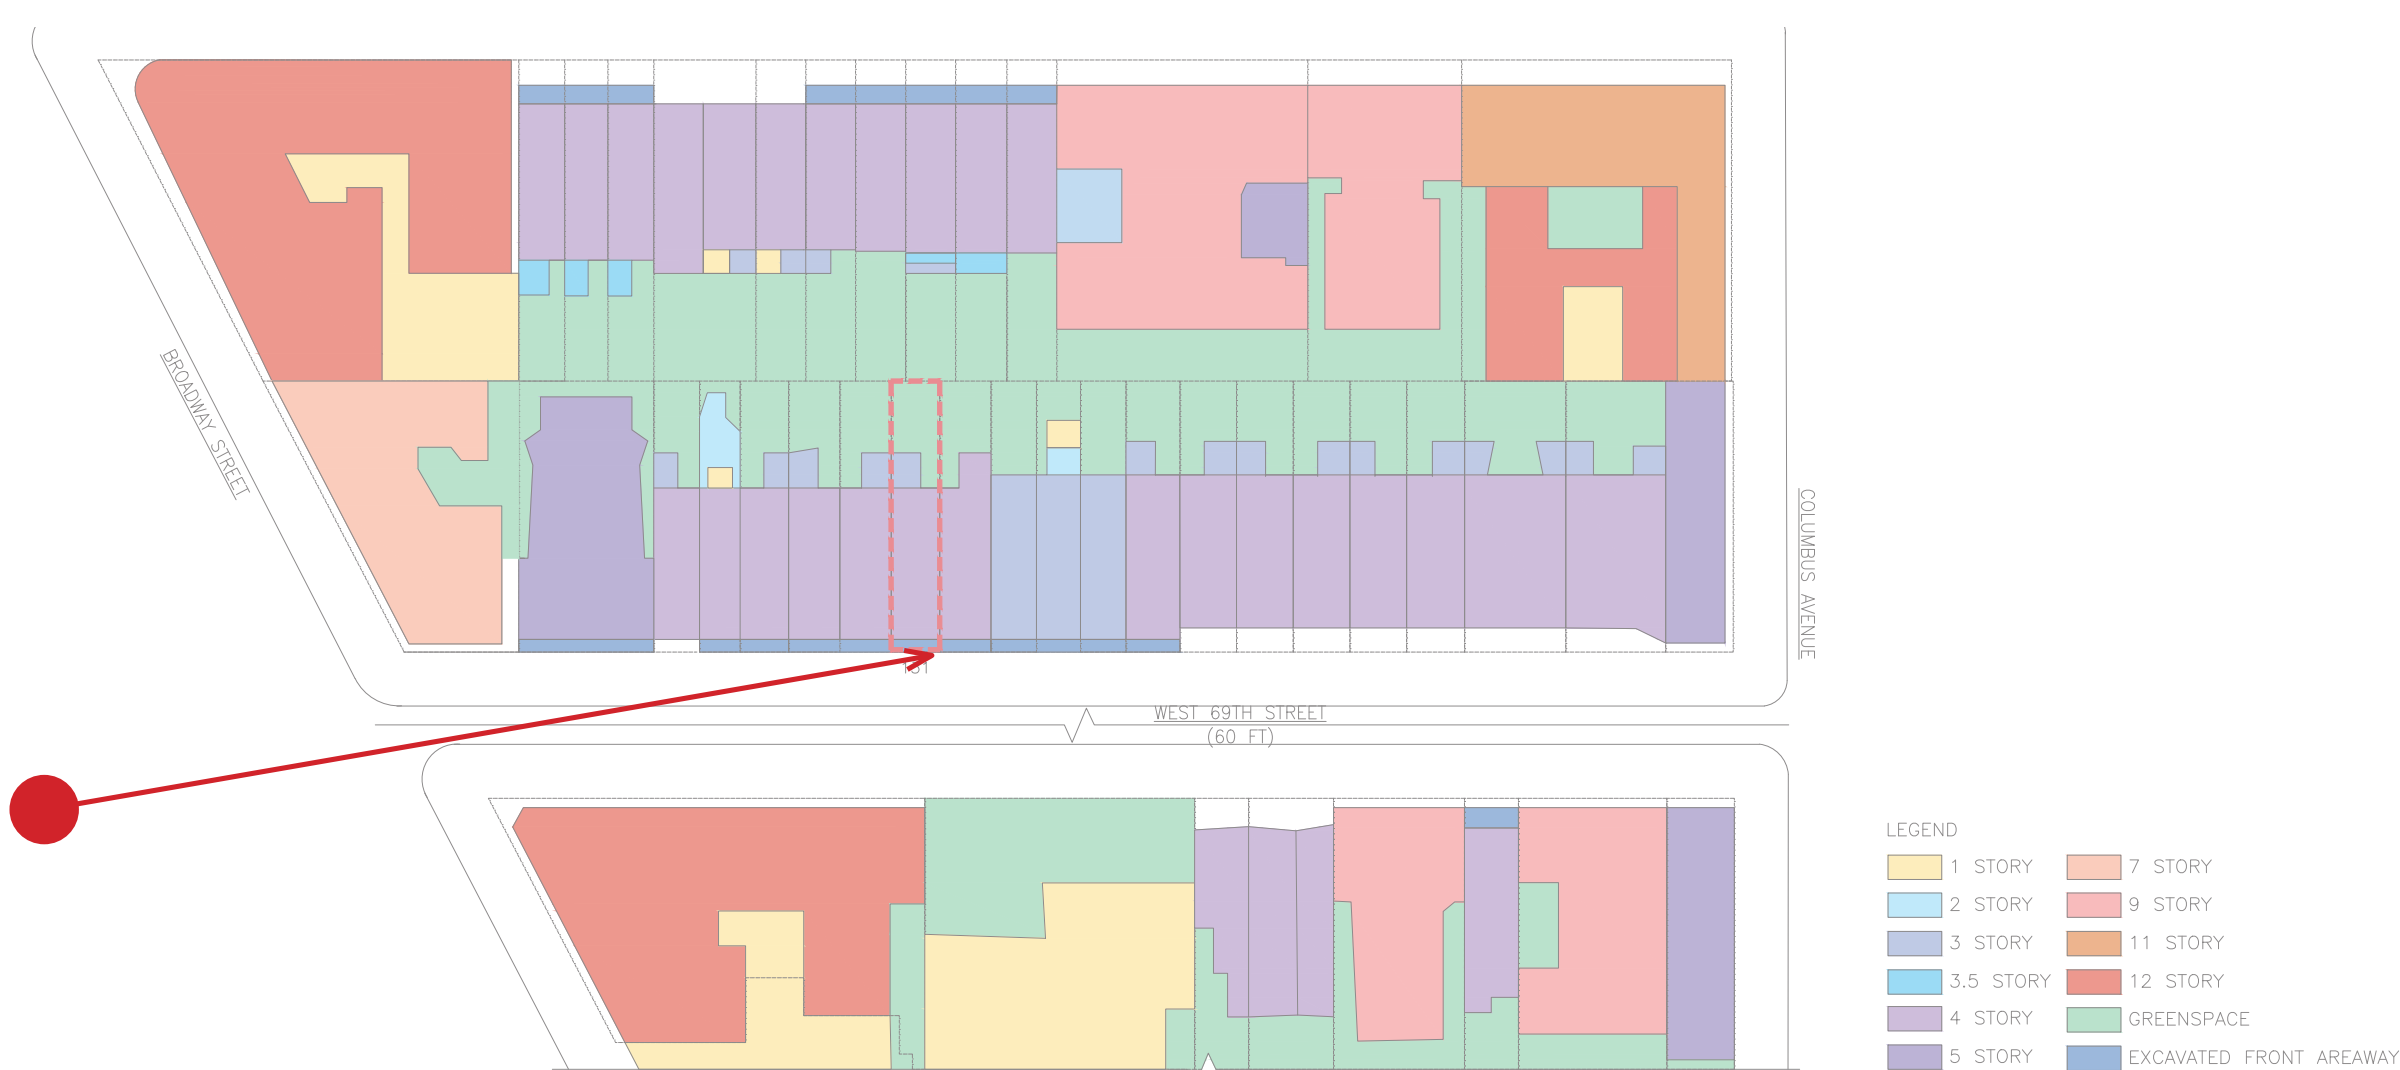 BROADWAY STREET
COLUMBUS AVENUE
WEST 69TH STREET
(60 FT)
LEGEND
1 STORY
2 STORY
3 STORY
3.5 STORY
4 STORY
5 STORY
7 STORY
9 STORY
11 STORY
12 STORY
GREENSPACE
EXCAVATED FRONT AREAWAY